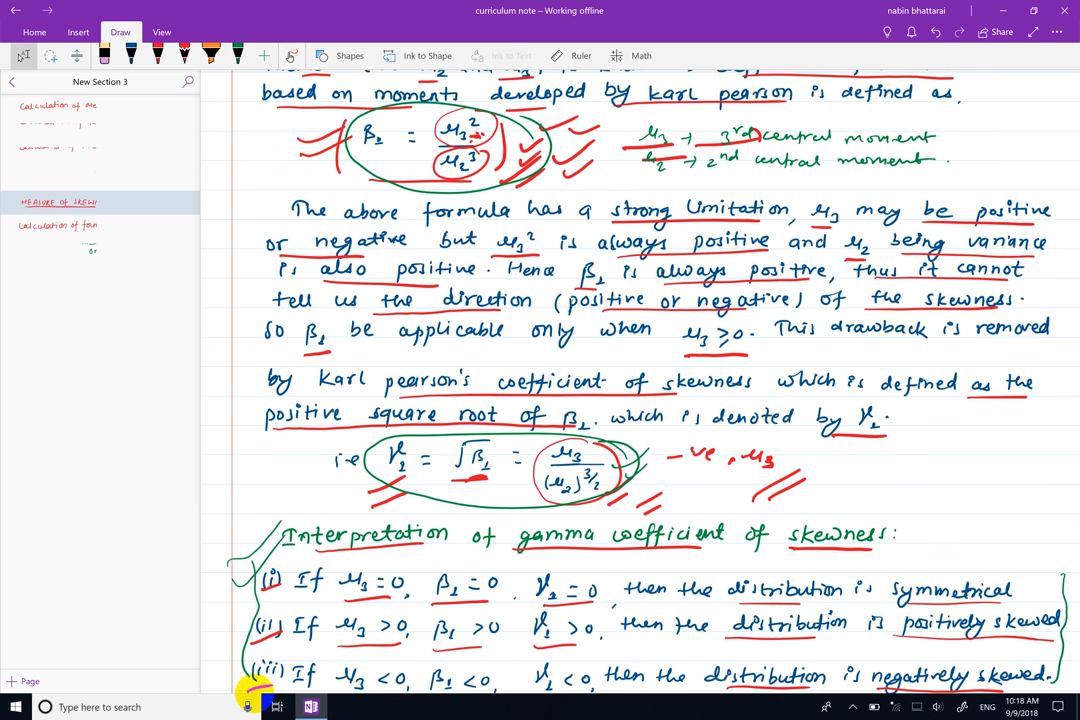 curriculum note – Working offline
nabin bhattarai
Home Insert Draw View
Share
Shapes Ink to Shape Ink to Text Ruler Math
New Section 3
Calculation of Me
MEASURE OF SKEW
Calculation of four
+ Page
based on moments developed by Karl pearson is defined as,
β₁ = μ₃² / μ₂³
μ₃ → 3rd central moment
μ₂ → 2nd central moment.
The above formula has a strong limitation, μ₃ may be positive
or negative but μ₃² is always positive and μ₂ being variance
is also positive. Hence β₁ is always positive, thus it cannot
tell us the direction (positive or negative) of the skewness.
So β₁ be applicable only when μ₃ ≥ 0. This drawback is removed
by Karl pearson's coefficient of skewness which is defined as the
positive square root of β₁. which is denoted by γ₁.
i.e γ₁ = √β₁ = μ₃ / (μ₂)^3/2 -ve, μ₃
Interpretation of gamma coefficient of skewness:
(i) If μ₃ = 0, β₁ = 0, γ₁ = 0, then the distribution is symmetrical
(ii) If μ₃ > 0, β₁ > 0 γ₁ > 0, then the distribution is positively skewed
(iii) If μ₃ < 0, β₁ < 0, γ₁ < 0, then the distribution is negatively skewed.
Type here to search
ENG
10:18 AM
9/9/2018